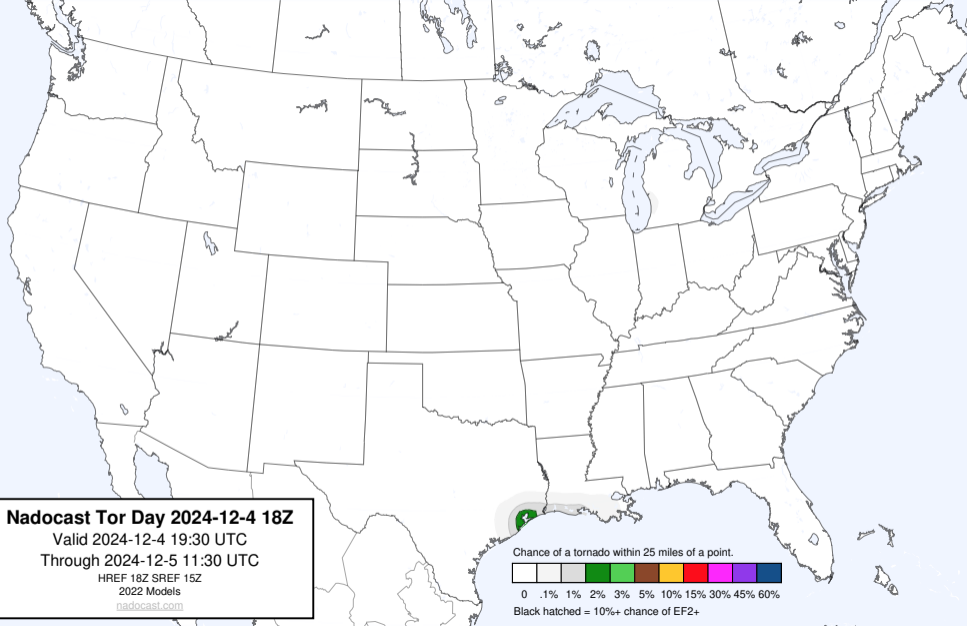 Nadocast Tor Day 2024-12-4 18Z
Valid 2024-12-4 19:30 UTC
Through 2024-12-5 11:30 UTC
HREF 18Z SREF 15Z
2022 Models
nadocast.com
Chance of a tornado within 25 miles of a point.
0 .1% 1% 2% 3% 5% 10% 15% 30% 45% 60%
Black hatched = 10%+ chance of EF2+